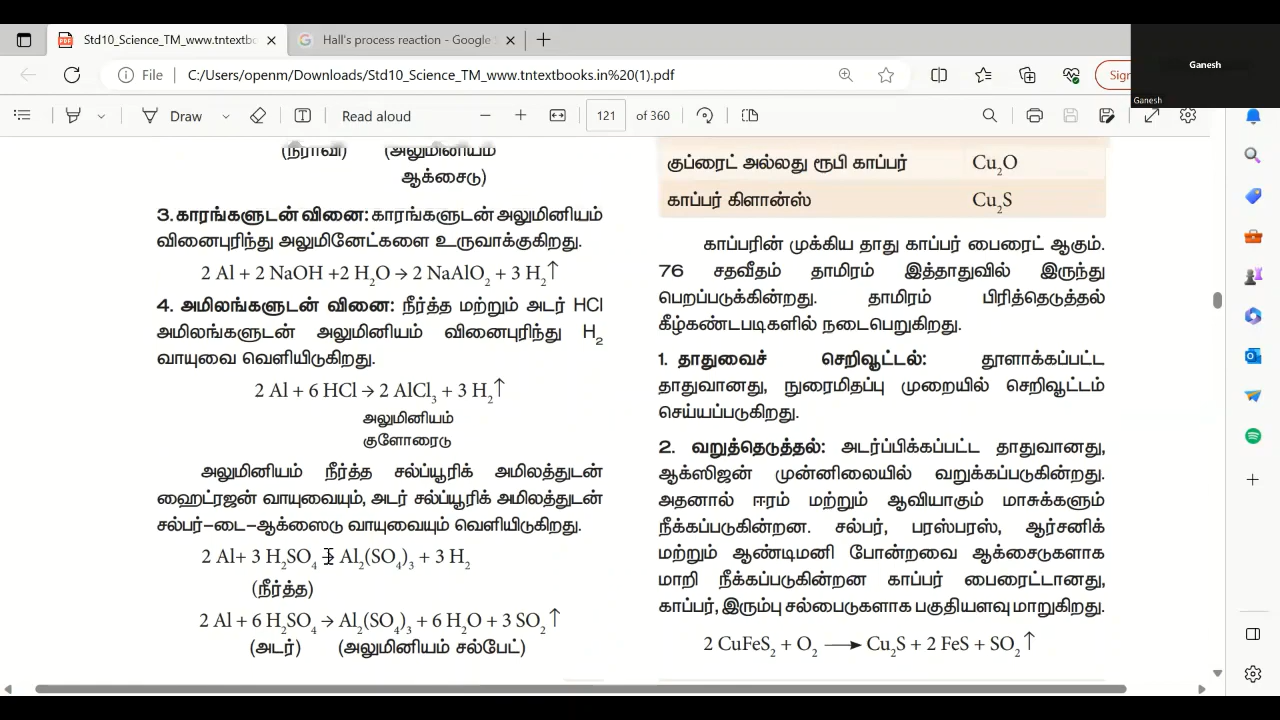 Std10_Science_TM_www.tntextb
Hall's process reaction - Google
File
C:/Users/openm/Downloads/Std10_Science_TM_www.tntextbooks.in%20(1).pdf
Sign
Ganesh
Ganesh
Draw
Read aloud
121 of 360
(நீராவி) (அலுமினியம்
ஆக்சைடு)
3. காரங்களுடன் வினை: காரங்களுடன் அலுமினியம்
வினைபுரிந்து அலுமினேட்களை உருவாக்குகிறது.
2 Al + 2 NaOH +2 H₂O → 2 NaAlO₂ + 3 H₂↑
4. அமிலங்களுடன் வினை: நீர்த்த மற்றும் அடர் HCl
அமிலங்களுடன் அலுமினியம் வினைபுரிந்து H₂
வாயுவை வெளியிடுகிறது.
2 Al + 6 HCl → 2 AlCl₃ + 3 H₂↑
அலுமினியம்
குளோரைடு
அலுமினியம் நீர்த்த சல்ப்யூரிக் அமிலத்துடன்
ஹைட்ரஜன் வாயுவையும், அடர் சல்ப்யூரிக் அமிலத்துடன்
சல்பர்-டை-ஆக்ஸைடு வாயுவையும் வெளியிடுகிறது.
2 Al+ 3 H₂SO₄ → Al₂(SO₄)₃ + 3 H₂
(நீர்த்த)
2 Al + 6 H₂SO₄ → Al₂(SO₄)₃ + 6 H₂O + 3 SO₂ ↑
(அடர்) (அலுமினியம் சல்பேட்)
குப்ரைட் அல்லது ரூபி காப்பர் Cu₂O
காப்பர் கிளான்ஸ் Cu₂S
காப்பரின் முக்கிய தாது காப்பர் பைரைட் ஆகும்.
76 சதவீதம் தாமிரம் இத்தாதுவில் இருந்து
பெறப்படுக்கின்றது. தாமிரம் பிரித்தெடுத்தல்
கீழ்கண்டபடிகளில் நடைபெறுகிறது.
1. தாதுவைச் செறிவூட்டல்: தூளாக்கப்பட்ட
தாதுவானது, நுரைமிதப்பு முறையில் செறிவூட்டம்
செய்யப்படுகிறது.
2. வறுத்தெடுத்தல்: அடர்ப்பிக்கப்பட்ட தாதுவானது,
ஆக்ஸிஜன் முன்னிலையில் வறுக்கப்படுகின்றது.
அதனால் ஈரம் மற்றும் ஆவியாகும் மாசுக்களும்
நீக்கப்படுகின்றன. சல்பர், பரஸ்பரஸ், ஆர்சனிக்
மற்றும் ஆண்டிமனி போன்றவை ஆக்சைடுகளாக
மாறி நீக்கப்படுகின்றன காப்பர் பைரைட்டானது,
காப்பர், இரும்பு சல்பைடுகளாக பகுதியளவு மாறுகிறது.
2 CuFeS₂ + O₂ ⟶ Cu₂S + 2 FeS + SO₂↑